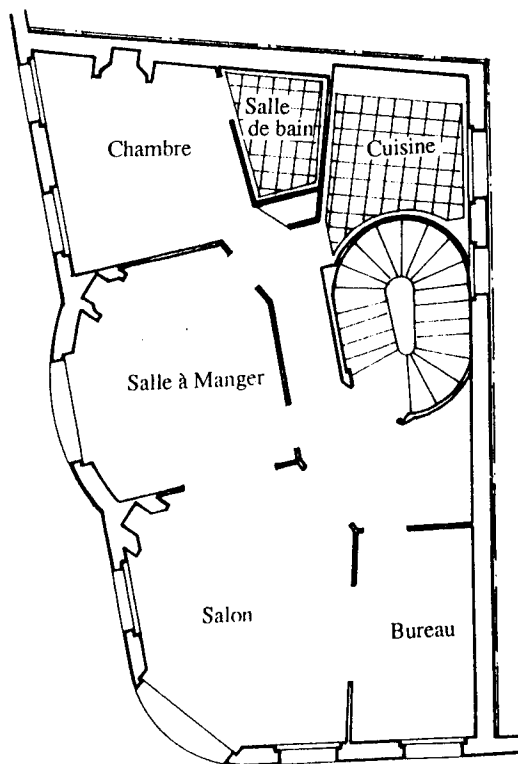 Salle
de bain
Chambre
Cuisine
Salle à Manger
Salon
Bureau